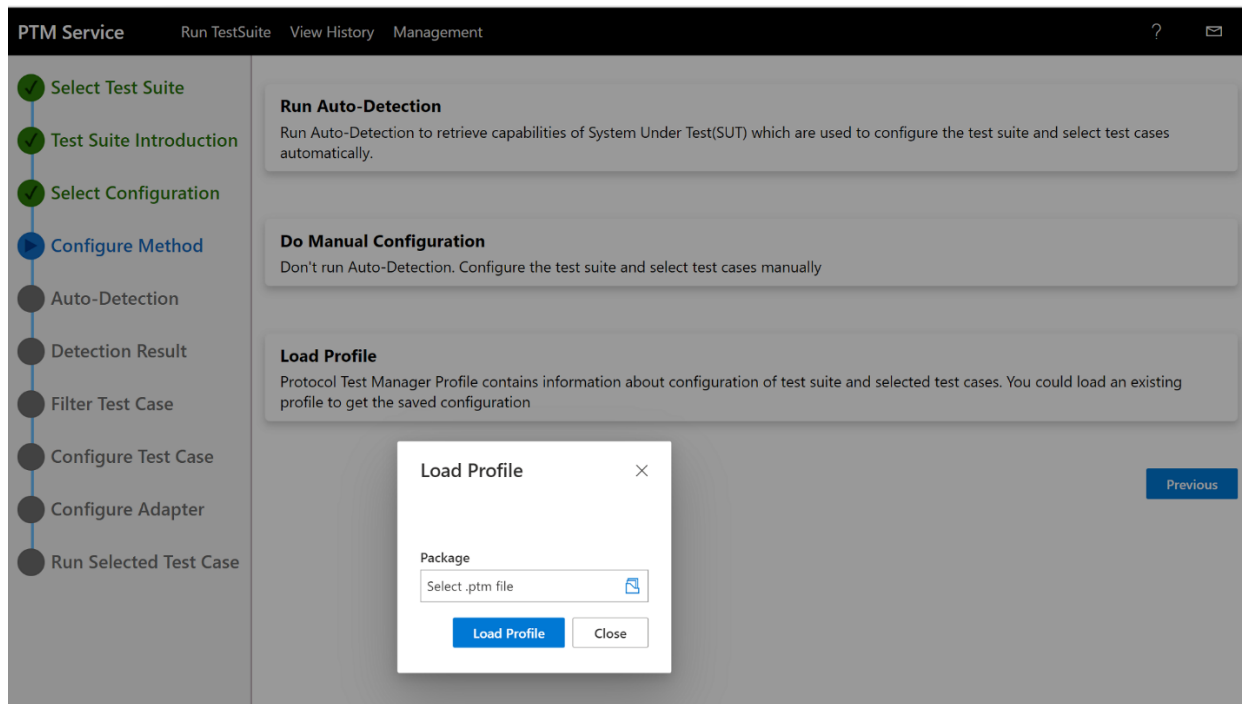 PTM Service Run TestSuite View History Management ?
Select Test Suite
Test Suite Introduction
Select Configuration
Configure Method
Auto-Detection
Detection Result
Filter Test Case
Configure Test Case
Configure Adapter
Run Selected Test Case
Run Auto-Detection
Run Auto-Detection to retrieve capabilities of System Under Test(SUT) which are used to configure the test suite and select test cases
automatically.
Do Manual Configuration
Don't run Auto-Detection. Configure the test suite and select test cases manually
Load Profile
Protocol Test Manager Profile contains information about configuration of test suite and selected test cases. You could load an existing
profile to get the saved configuration
Previous
Load Profile
Package
Select .ptm file
Load Profile Close